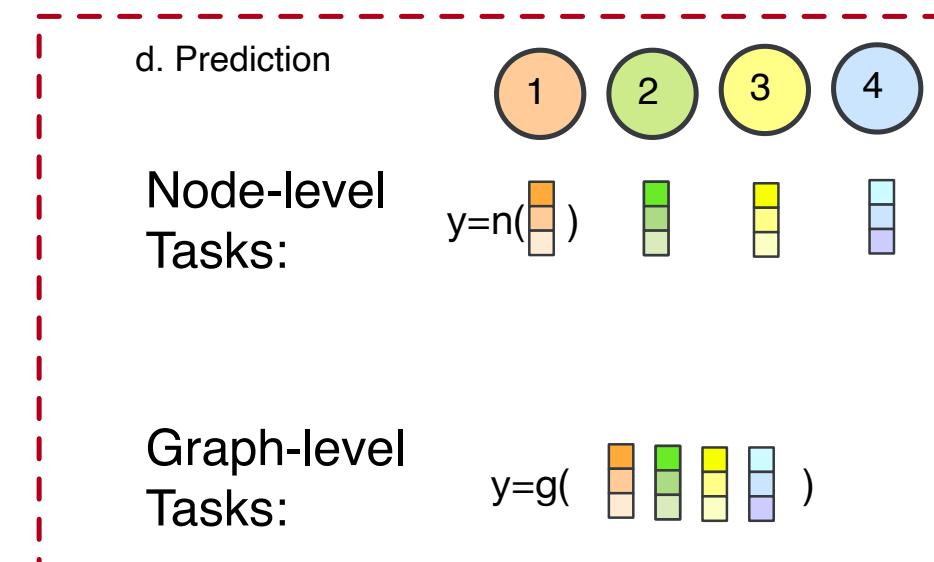 d. Prediction
1 2 3 4
Node-level
Tasks:
y=n( )
Graph-level
Tasks:
y=g( )